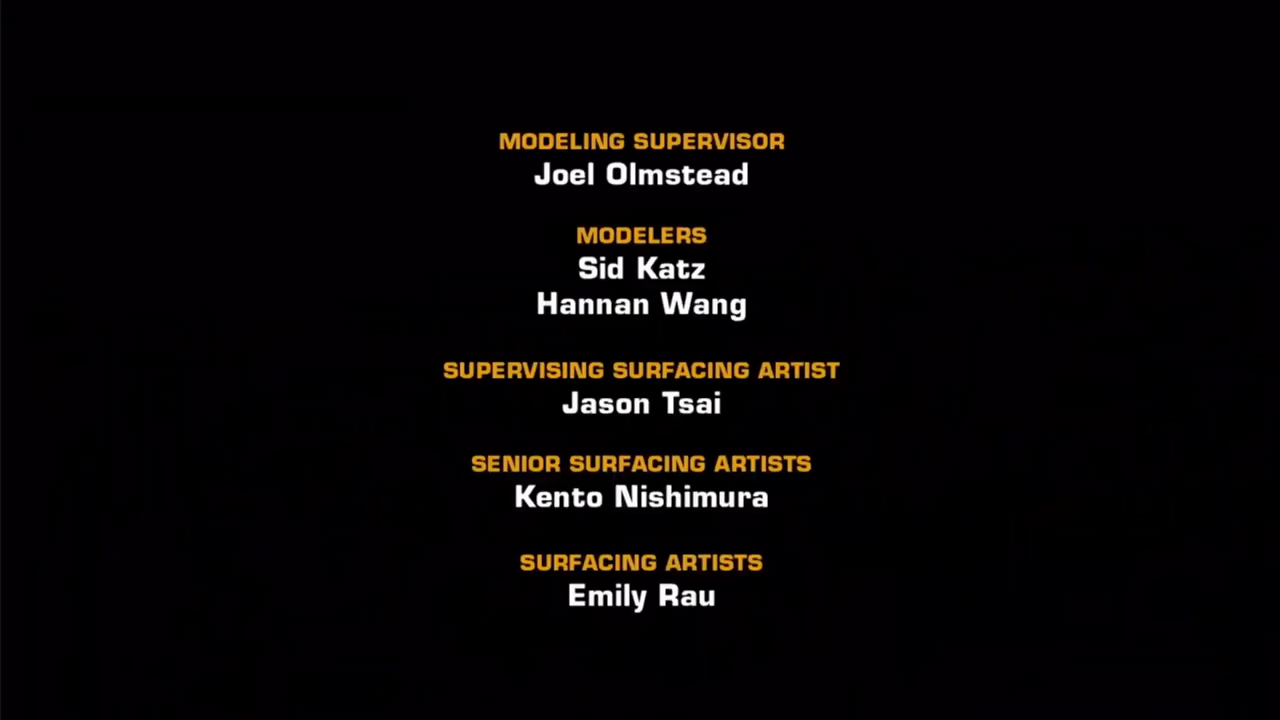 MODELING SUPERVISOR
Joel Olmstead
MODELERS
Sid Katz
Hannan Wang
SUPERVISING SURFACING ARTIST
Jason Tsai
SENIOR SURFACING ARTISTS
Kento Nishimura
SURFACING ARTISTS
Emily Rau